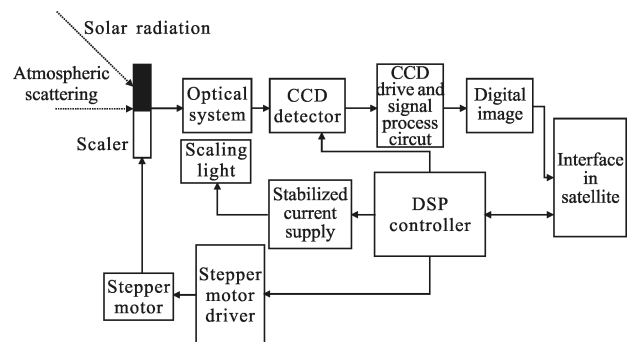 Solar radiation
Atmospheric
scattering
Scaler
Optical
system
CCD
detector
CCD
drive and
signal
process
circut
Digital
image
Interface
in
satellite
Scaling
light
Stabilized
current
supply
DSP
controller
Stepper
motor
Stepper
motor
driver